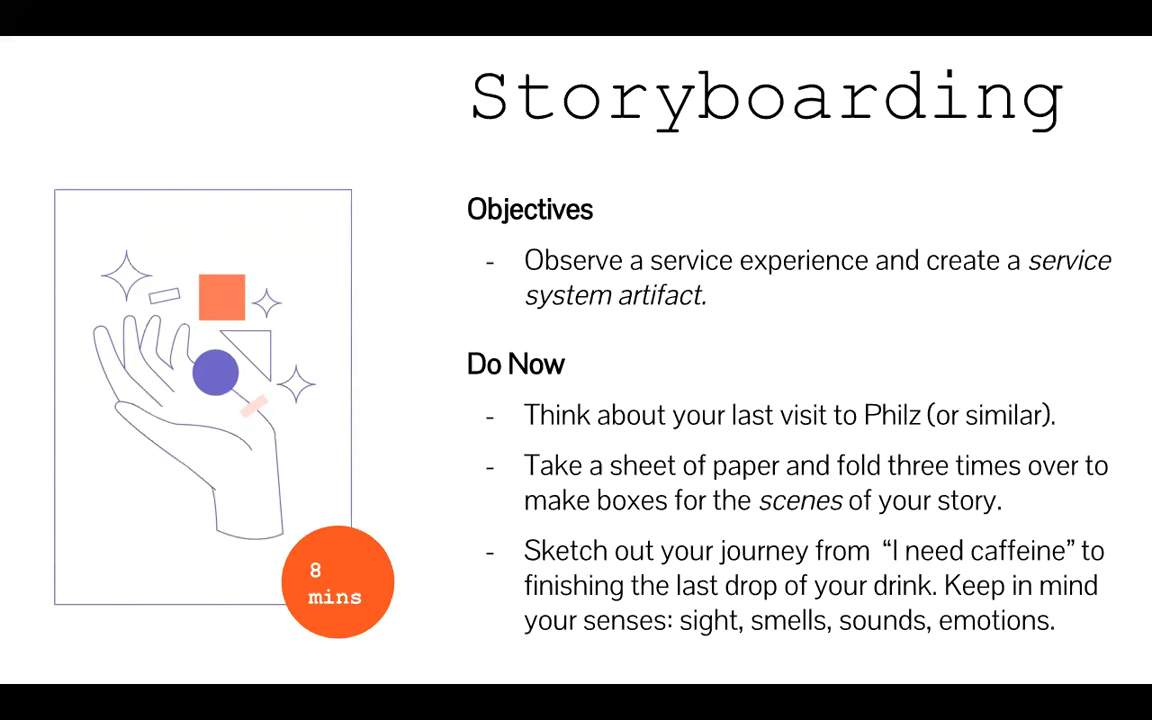 Storyboarding
Objectives
- Observe a service experience and create a service
system artifact.
Do Now
- Think about your last visit to Philz (or similar).
- Take a sheet of paper and fold three times over to
make boxes for the scenes of your story.
- Sketch out your journey from “I need caffeine” to
finishing the last drop of your drink. Keep in mind
your senses: sight, smells, sounds, emotions.
8
mins